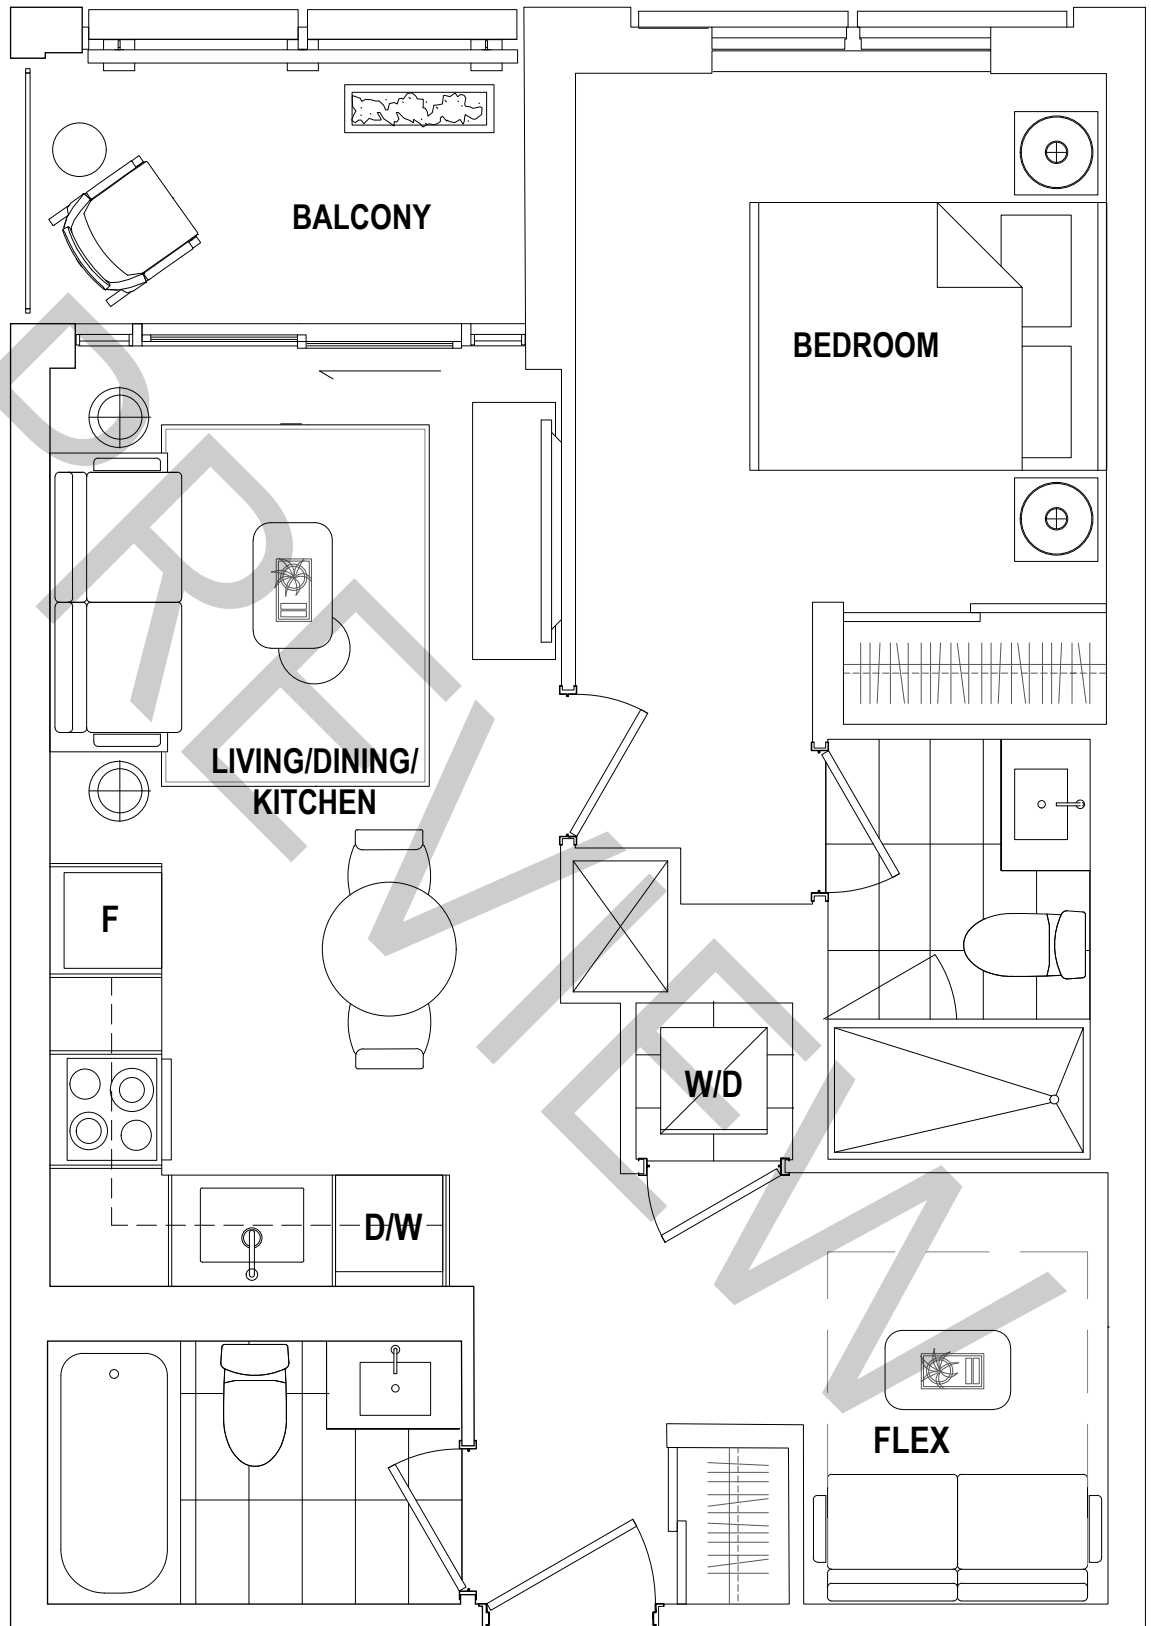 BALCONY
BEDROOM
LIVING/DINING/
KITCHEN
F
W/D
D/W
FLEX
PREVIEW